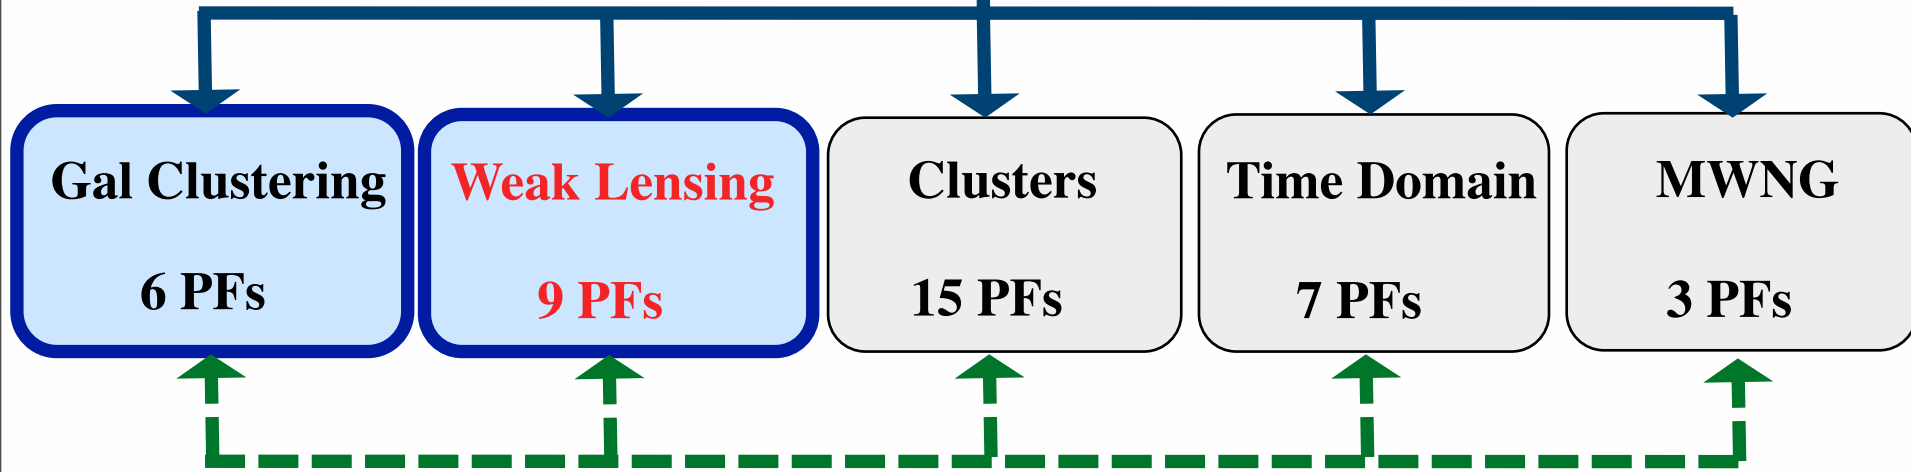 Gal Clustering
6 PFs
Weak Lensing
9 PFs
Clusters
15 PFs
Time Domain
7 PFs
MWNG
3 PFs